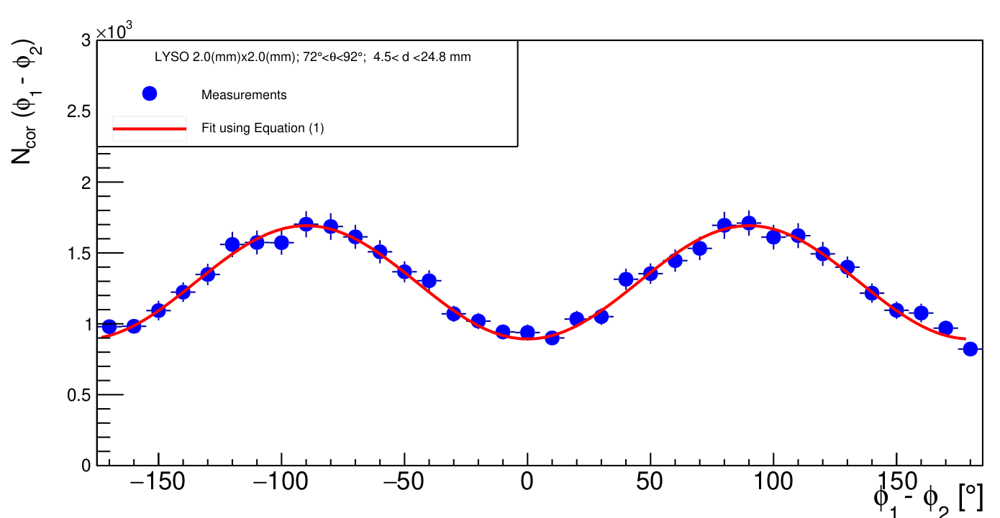 ×10³
N_cor (ϕ₁ - ϕ₂)
3
2.5
2
1.5
1
0.5
0
LYSO 2.0(mm)x2.0(mm); 72°<θ<92°; 4.5< d <24.8 mm
Measurements
Fit using Equation (1)
−150 −100 −50 0 50 100 150
ϕ₁ - ϕ₂ [°]